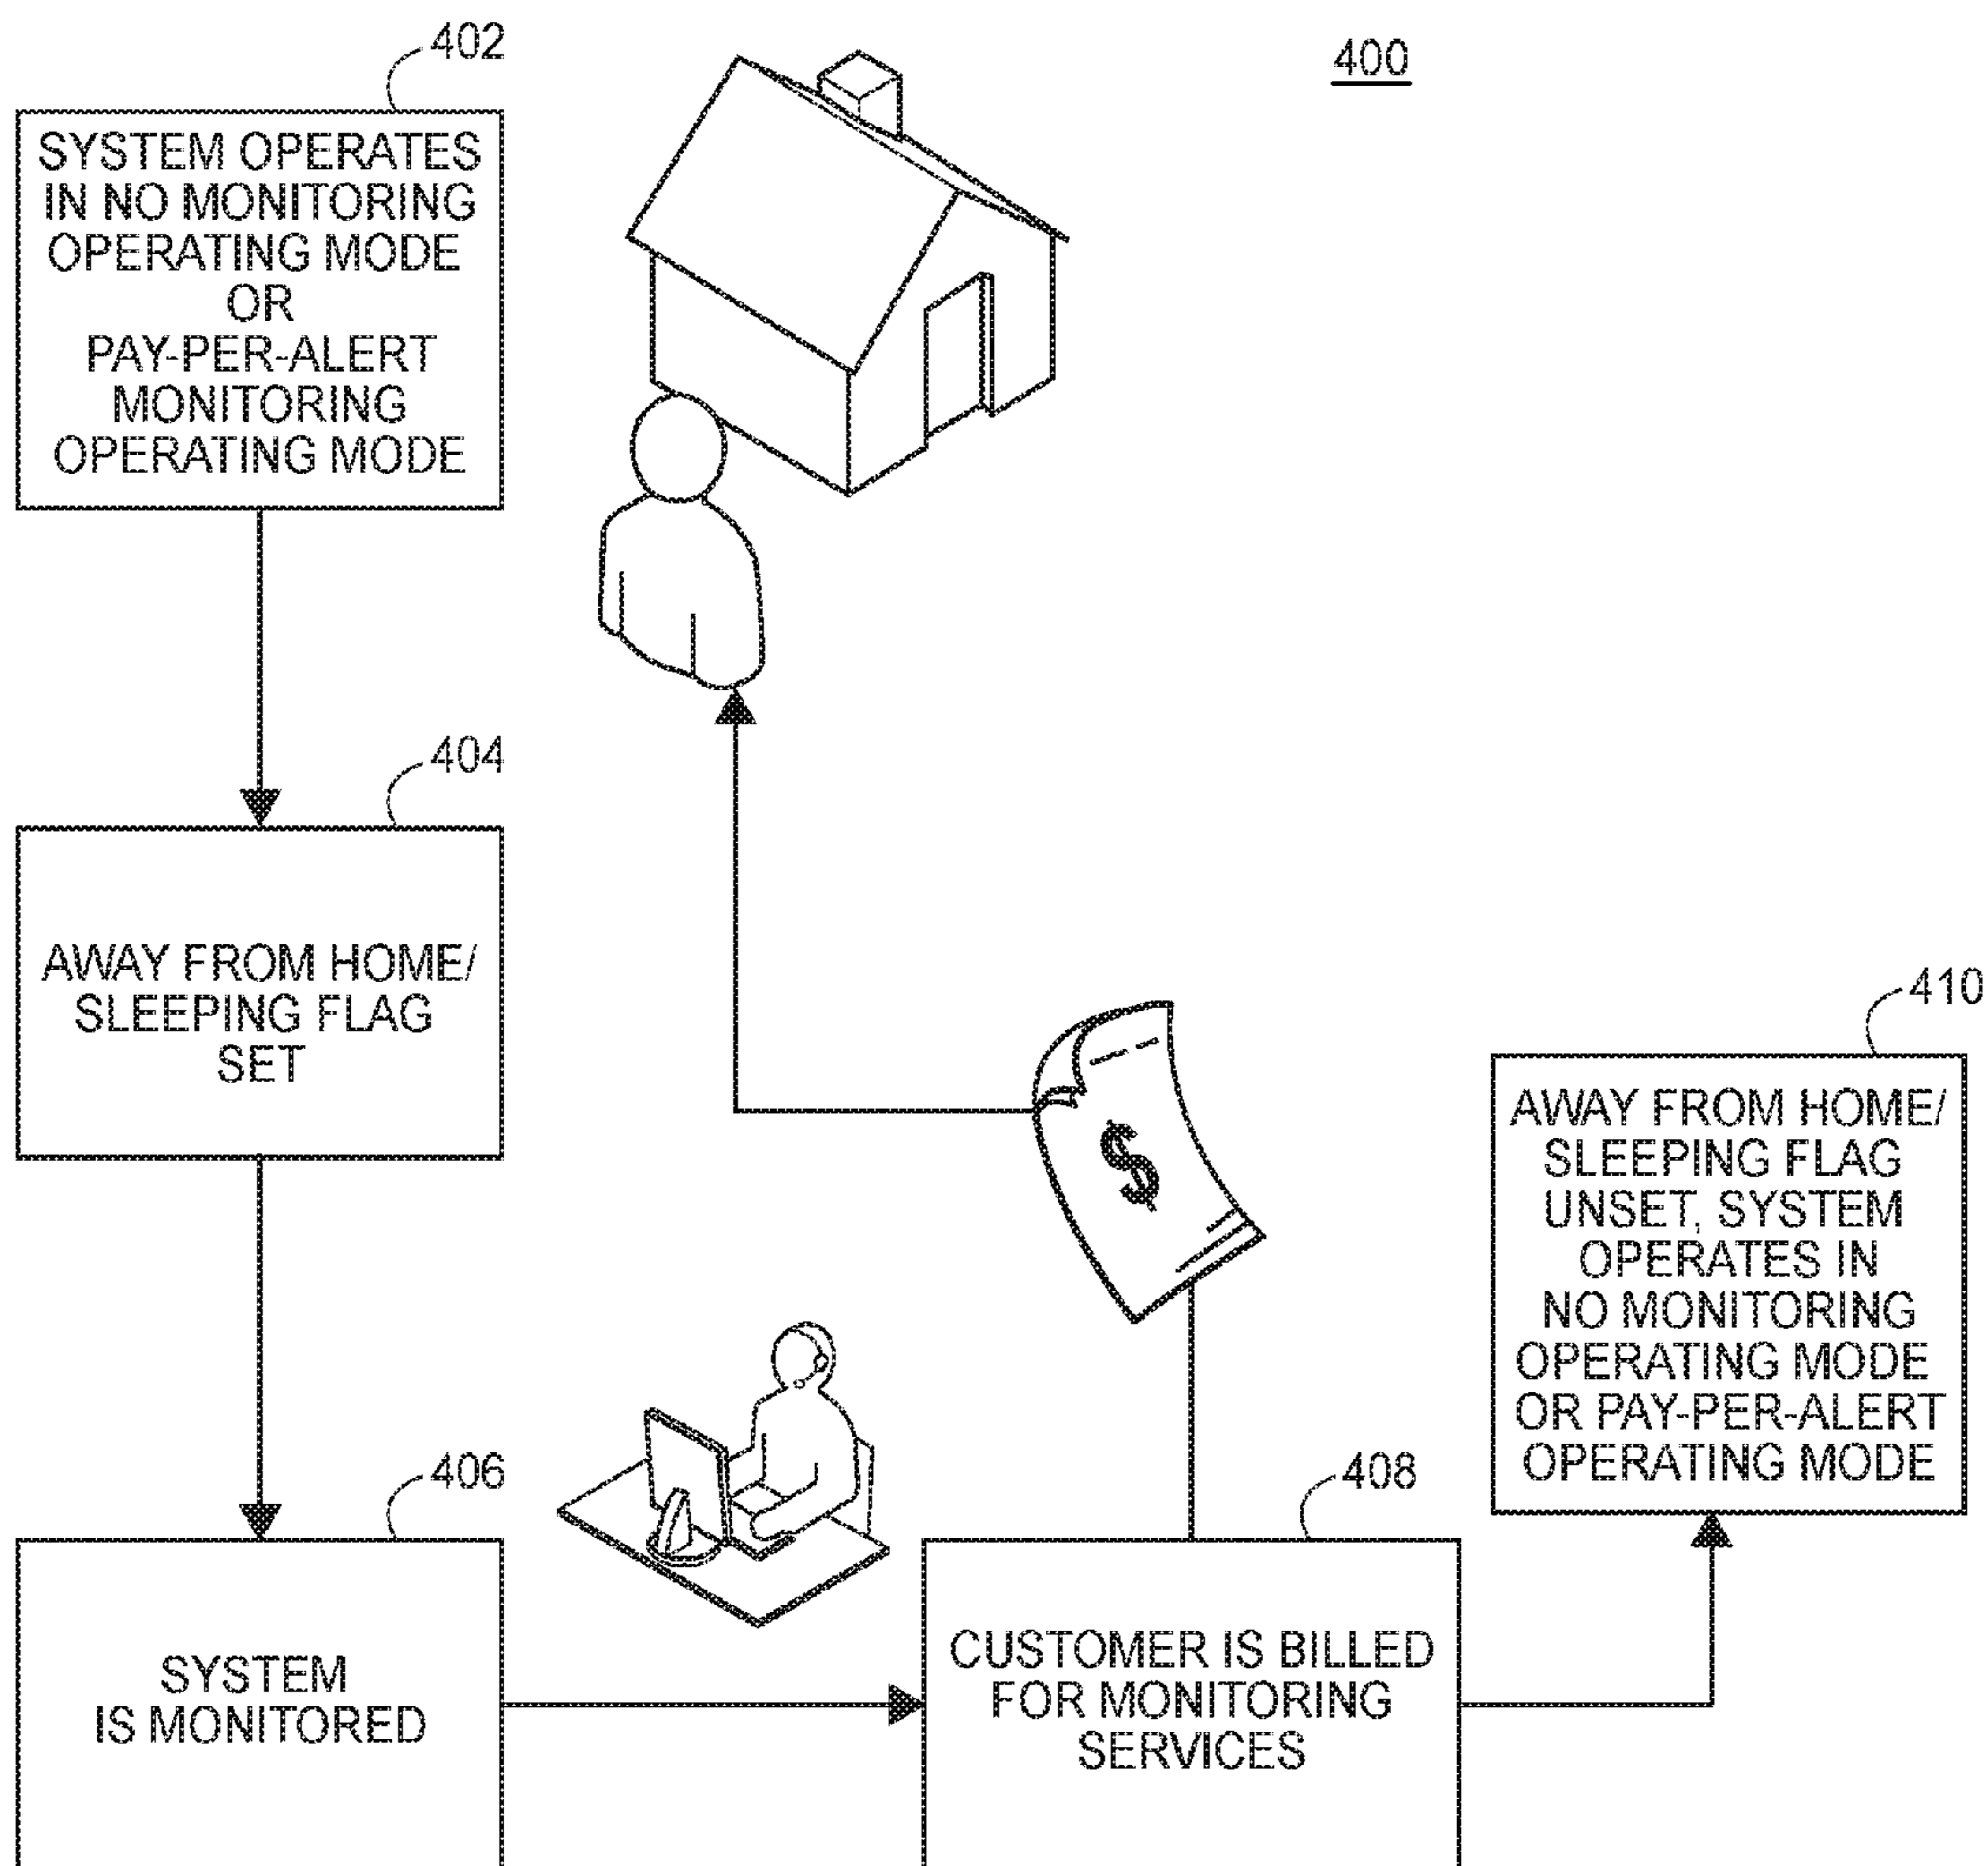 402
400
SYSTEM OPERATES
IN NO MONITORING
OPERATING MODE
OR
PAY-PER-ALERT
MONITORING
OPERATING MODE
404
AWAY FROM HOME/
SLEEPING FLAG
SET
410
AWAY FROM HOME/
SLEEPING FLAG
UNSET, SYSTEM
OPERATES IN
NO MONITORING
OPERATING MODE
OR PAY-PER-ALERT
OPERATING MODE
$
406
SYSTEM
IS MONITORED
408
CUSTOMER IS BILLED
FOR MONITORING
SERVICES